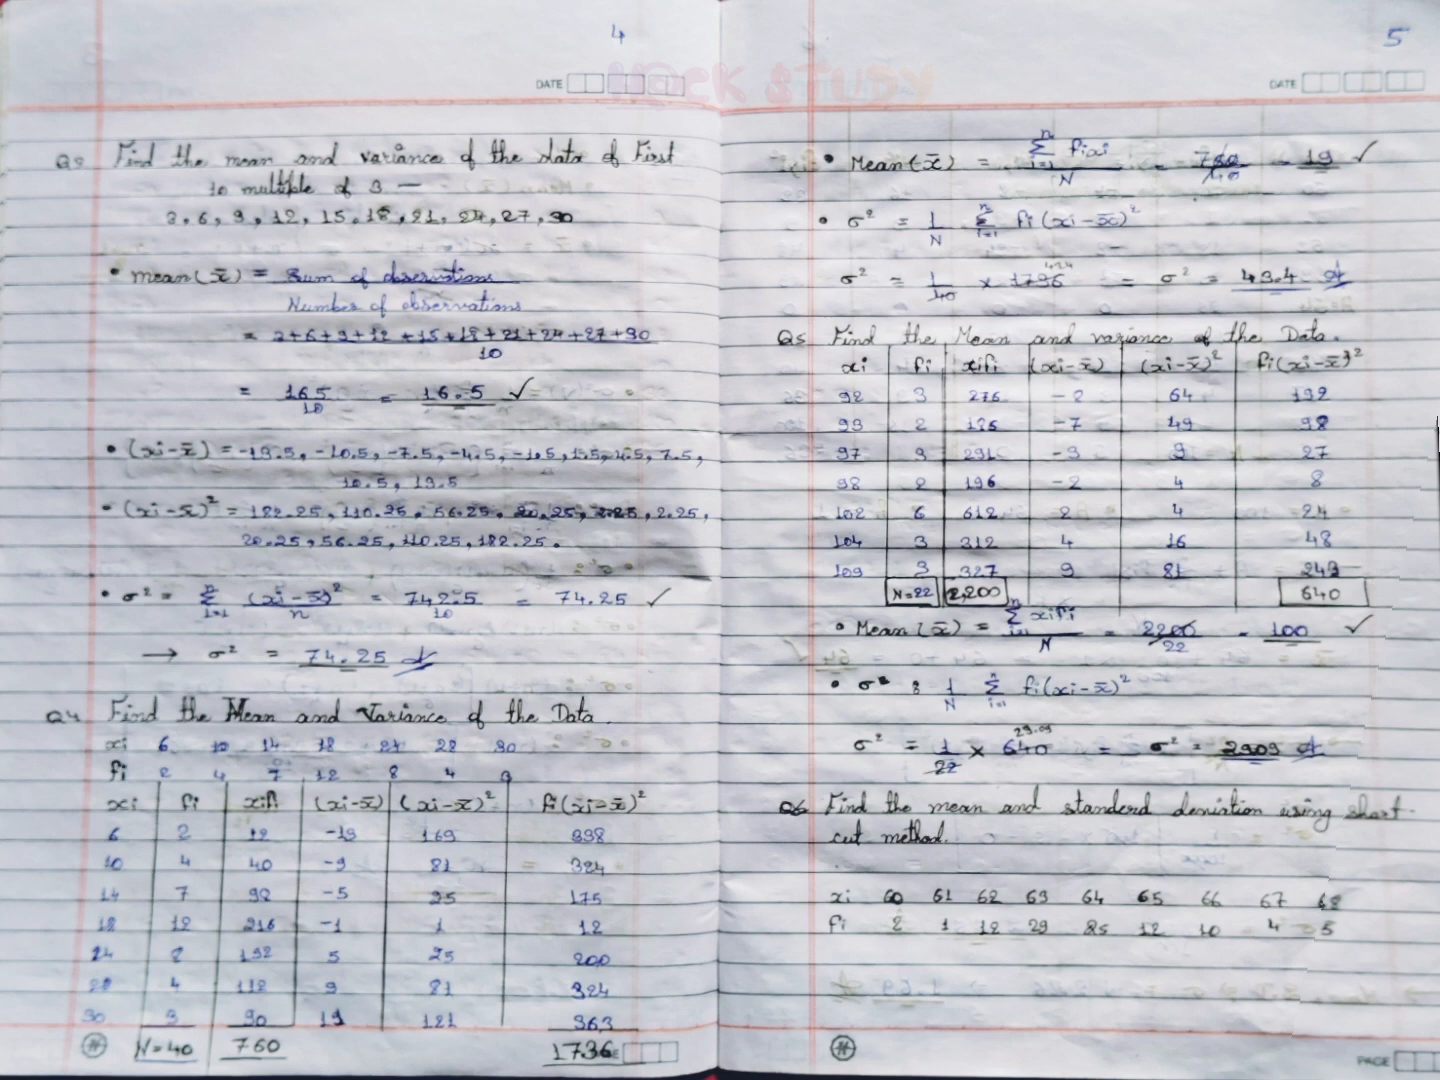 4
DATE
HOCK STUDY
Q3 Find the mean and variance of the data of First
10 multiple of 3 —
3, 6, 9, 12, 15, 18, 21, 24, 27, 30
• mean(x̄) = Sum of observations
Number of observations
= 3+6+9+12+15+18+21+24+27+30
10
= 165 = 16.5 ✓
10
• (xi-x̄) = -13.5, -10.5, -7.5, -4.5, -1.5, 1.5, 4.5, 7.5,
10.5, 13.5
• (xi-x̄)² = 182.25, 110.25, 56.25, 20.25, 2.25, 2.25,
20.25, 56.25, 110.25, 182.25.
• σ² = n Σ i=1 (xi-x̄)² / n = 742.5 / 10 = 74.25 ✓
→ σ² = 74.25
Q4 Find the Mean and Variance of the Data.
xi 6 10 14 18 24 28 30
fi 2 4 7 12 8 4 3
xi fi xifi (xi-x̄) (xi-x̄)² fi(xi-x̄)²
6 2 12 -13 169 338
10 4 40 -9 81 324
14 7 98 -5 25 175
18 12 216 -1 1 12
24 8 192 5 25 200
28 4 112 9 81 324
30 3 90 11 121 363
N=40 760 1736
5
DATE
• Mean(x̄) = n Σ i=1 fixi / N = 760 / 40 = 19 ✓
• σ² = 1/N n Σ i=1 fi(xi-x̄)²
σ² = 1/40 × 1736 = σ² = 43.4
Q5 Find the Mean and variance of the Data.
xi fi xifi (xi-x̄) (xi-x̄)² fi(xi-x̄)²
92 3 276 -8 64 192
93 2 186 -7 49 98
97 3 291 -3 9 27
98 2 196 -2 4 8
102 6 612 2 4 24
104 3 312 4 16 48
109 3 327 9 81 243
N=22 2,200 640
• Mean(x̄) = n Σ i=1 xifi / N = 2200 / 22 = 100 ✓
• σ² : 1/N n Σ i=1 fi(xi-x̄)²
29.09
σ² = 1/22 × 640 = σ² = 2909
Q6 Find the mean and standerd deviation using short-
cut method.
xi 60 61 62 63 64 65 66 67 68
fi 2 1 12 29 25 12 10 4 5
PAGE